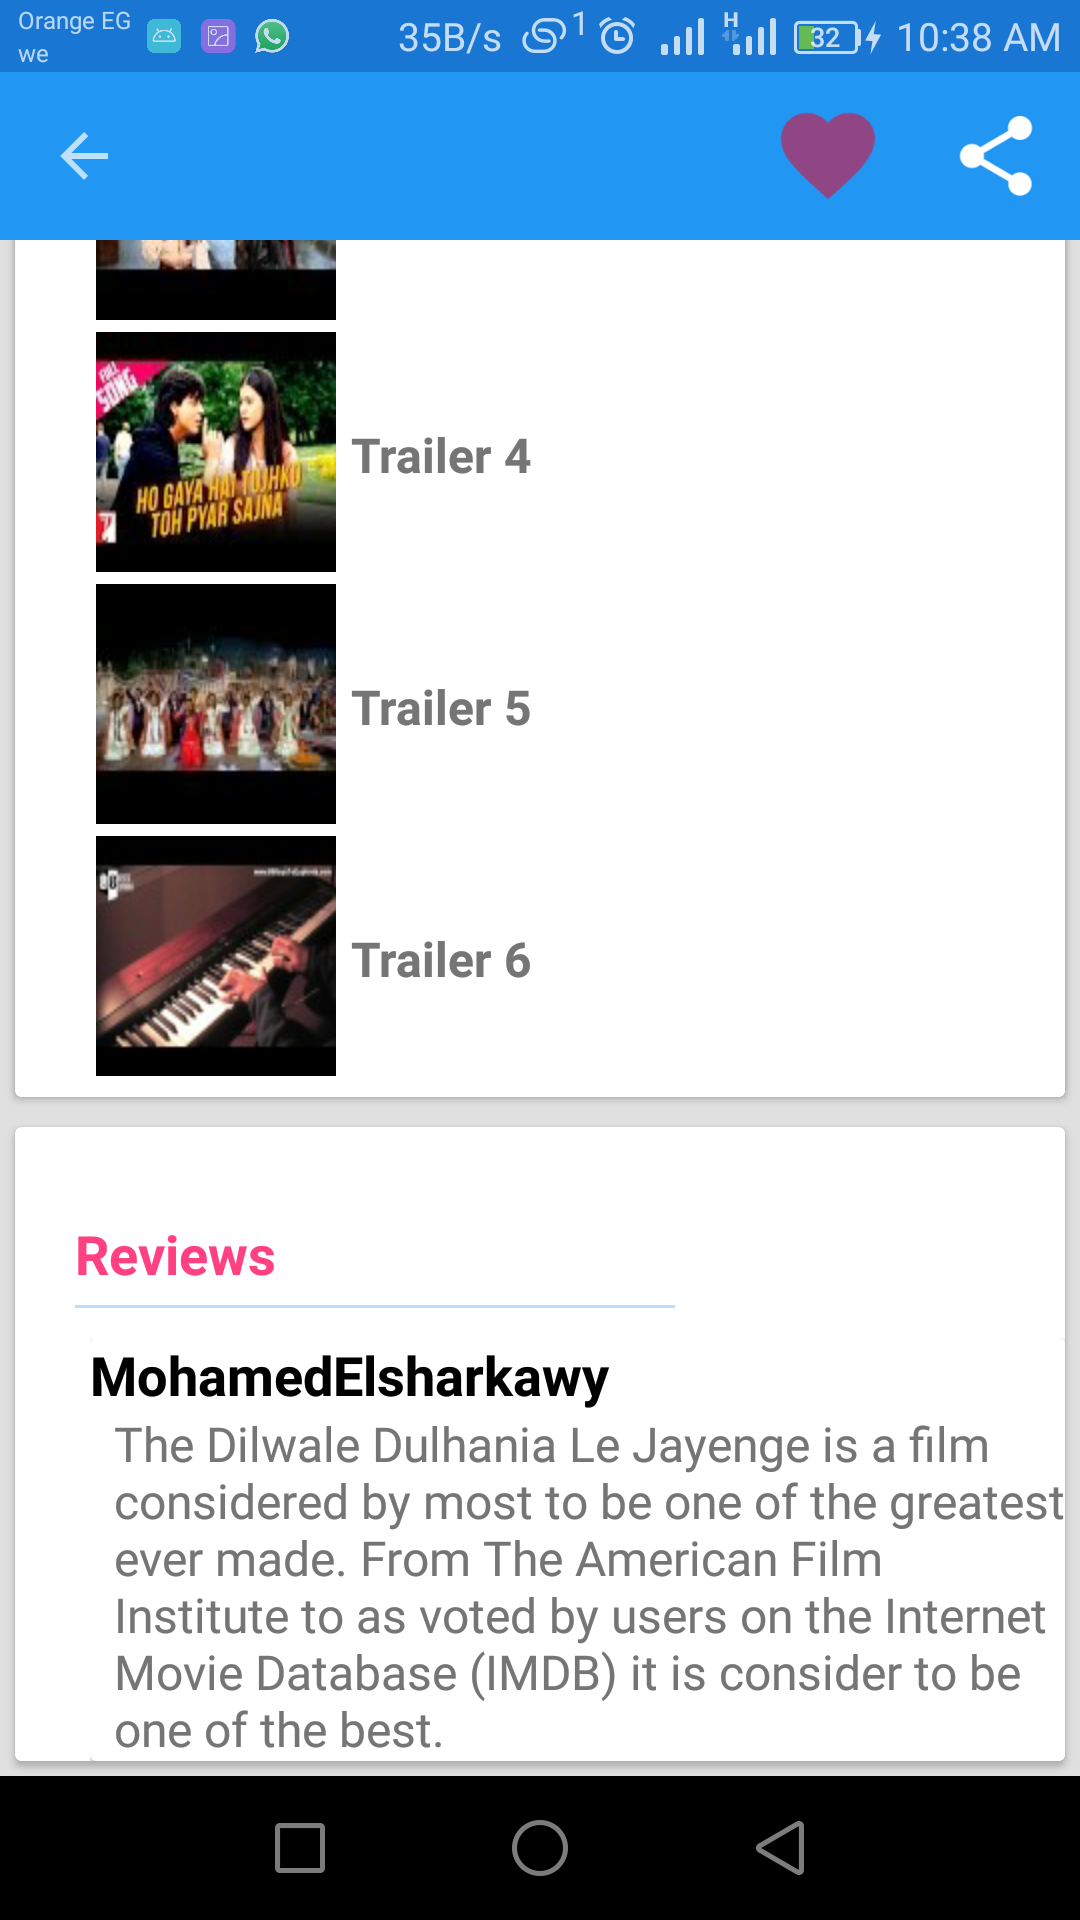 Orange EG
we
35B/s
1
H
32
10:38 AM
FULL
SONG
HO GAYA HAI TUJHKO
TOH PYAR SAJNA
Trailer 4
Trailer 5
Trailer 6
Reviews
MohamedElsharkawy
The Dilwale Dulhania Le Jayenge is a film
considered by most to be one of the greatest
ever made. From The American Film
Institute to as voted by users on the Internet
Movie Database (IMDB) it is consider to be
one of the best.